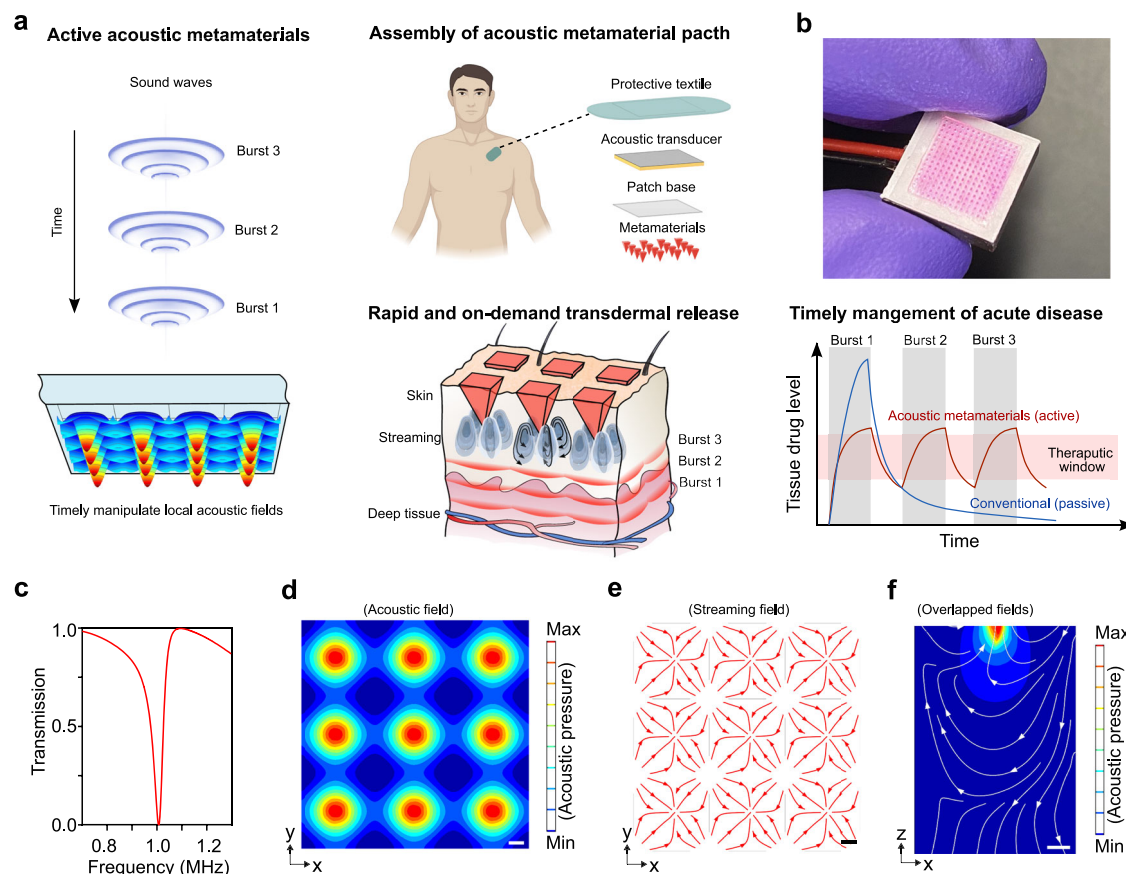 a
Active acoustic metamaterials
Sound waves
Time
Burst 3
Burst 2
Burst 1
Timely manipulate local acoustic fields
Assembly of acoustic metamaterial pacth
Protective textile
Acoustic transducer
Patch base
Metamaterials
b
Rapid and on-demand transdermal release
Skin
Streaming
Deep tissue
Burst 3
Burst 2
Burst 1
Timely mangement of acute disease
Burst 1 Burst 2 Burst 3
Tissue drug level
Acoustic metamaterials (active)
Theraputic
window
Conventional (passive)
Time
c
Transmission
1.0
0.5
0.0
1.0 1.2
Frequency (MHz)
d
(Acoustic field)
Max
(Acoustic pressure)
Min
y
x
e
(Streaming field)
y
x
f
(Overlapped fields)
Max
(Acoustic pressure)
Min
z
x